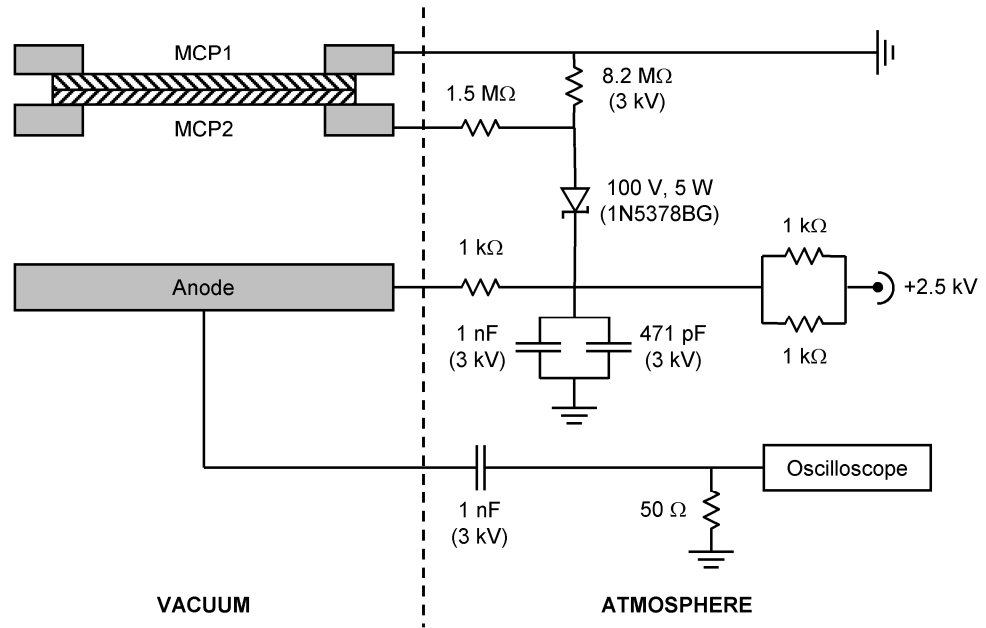 MCP1
8.2 MΩ
(3 kV)
1.5 MΩ
MCP2
100 V, 5 W
(1N5378BG)
1 kΩ
1 kΩ
Anode
+2.5 kV
1 nF
(3 kV)
471 pF
(3 kV)
1 kΩ
Oscilloscope
1 nF
(3 kV)
50 Ω
VACUUM
ATMOSPHERE